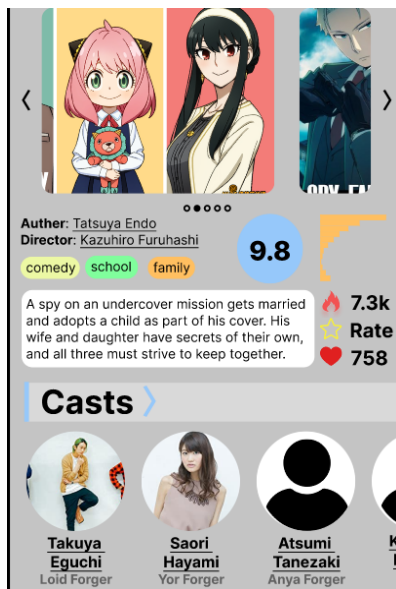 Author: Tatsuya Endo
Director: Kazuhiro Furuhashi
9.8
comedy school family
A spy on an undercover mission gets married
and adopts a child as part of his cover. His
wife and daughter have secrets of their own,
and all three must strive to keep together.
7.3k
Rate
758
Casts
Takuya
Eguchi
Loid Forger
Saori
Hayami
Yor Forger
Atsumi
Tanezaki
Anya Forger